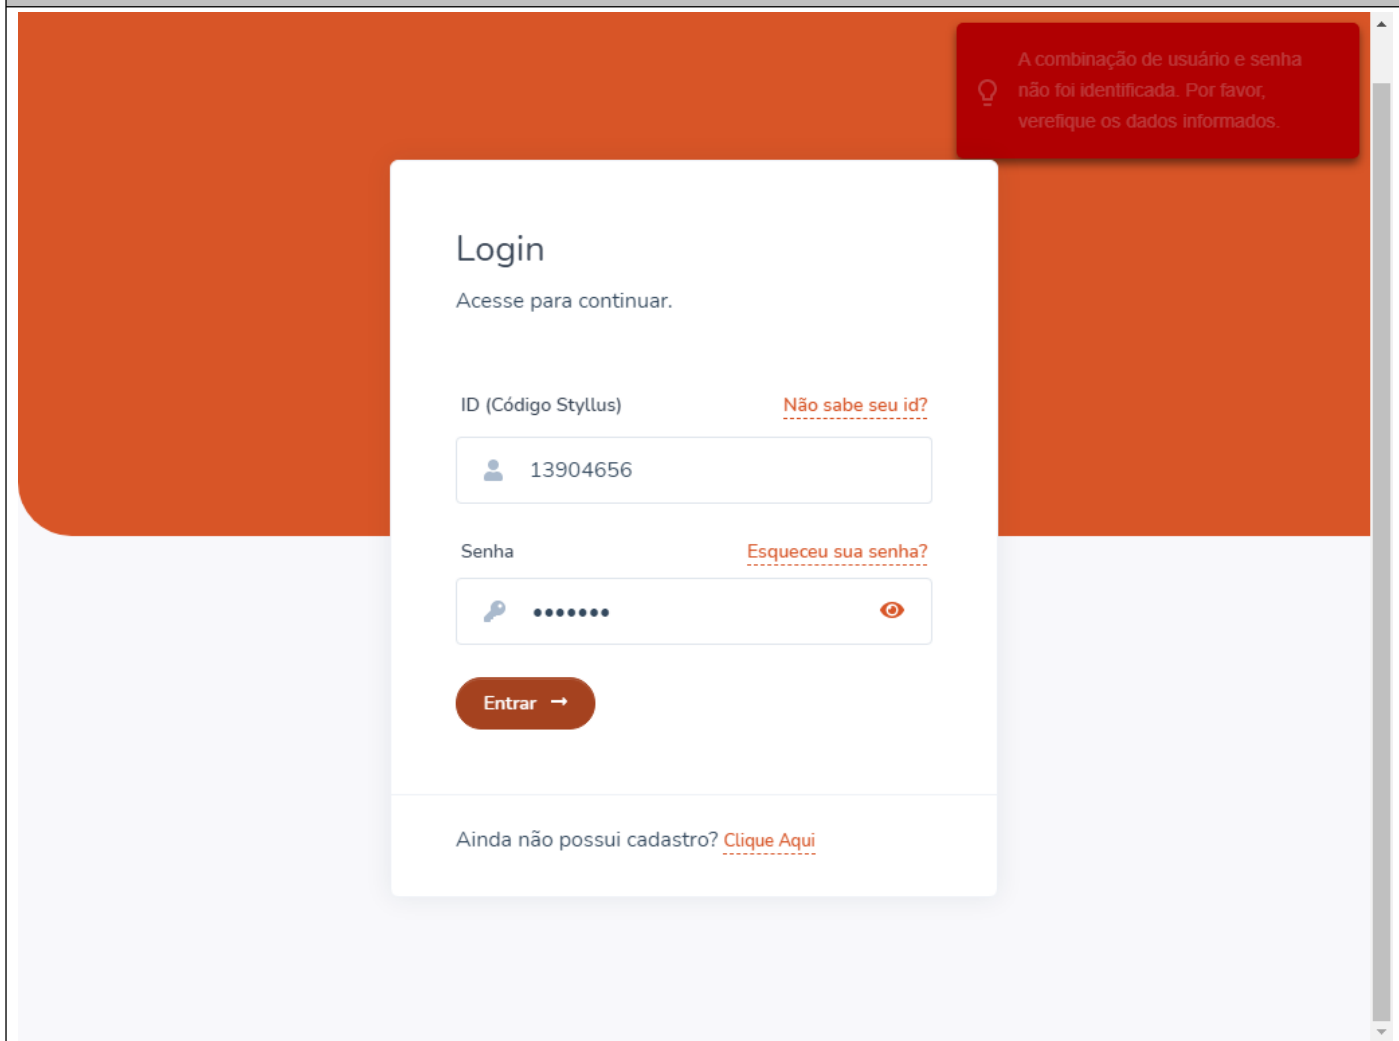 A combinação de usuário e senha
não foi identificada. Por favor,
verefique os dados informados.
Login
Acesse para continuar.
ID (Código Styllus)
Não sabe seu id?
13904656
Senha
Esqueceu sua senha?
•••••••
Entrar →
Ainda não possui cadastro? Clique Aqui